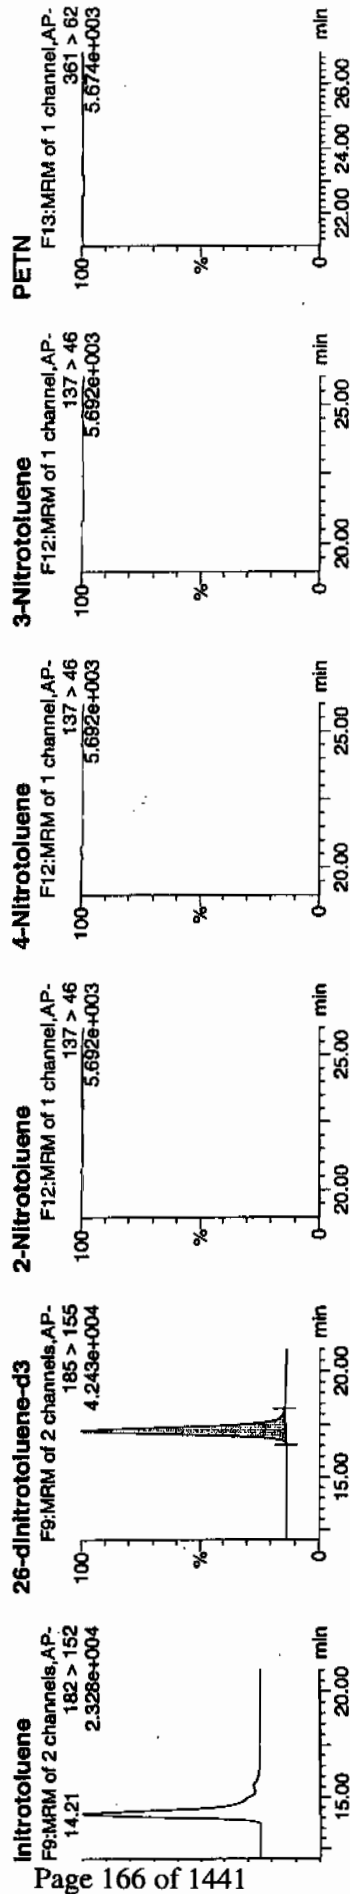 initrotoluene
F9:MRM of 2 channels,AP-
14.21
182 > 152
2.328e+004
15.00
20.00
min
26-dinitrotoluene-d3
F9:MRM of 2 channels,AP-
185 > 155
4.243e+004
100
%
0
15.00
20.00
min
2-Nitrotoluene
F12:MRM of 1 channel,AP-
137 > 46
5.692e+003
100
%
0
20.00
25.00
min
4-Nitrotoluene
F12:MRM of 1 channel,AP-
137 > 46
5.692e+003
100
%
0
20.00
25.00
min
3-Nitrotoluene
F12:MRM of 1 channel,AP-
137 > 46
5.692e+003
100
%
0
20.00
25.00
min
PETN
F13:MRM of 1 channel,AP-
361 > 62
5.674e+003
100
%
0
22.00
24.00
26.00
min
Page 166 of 1441